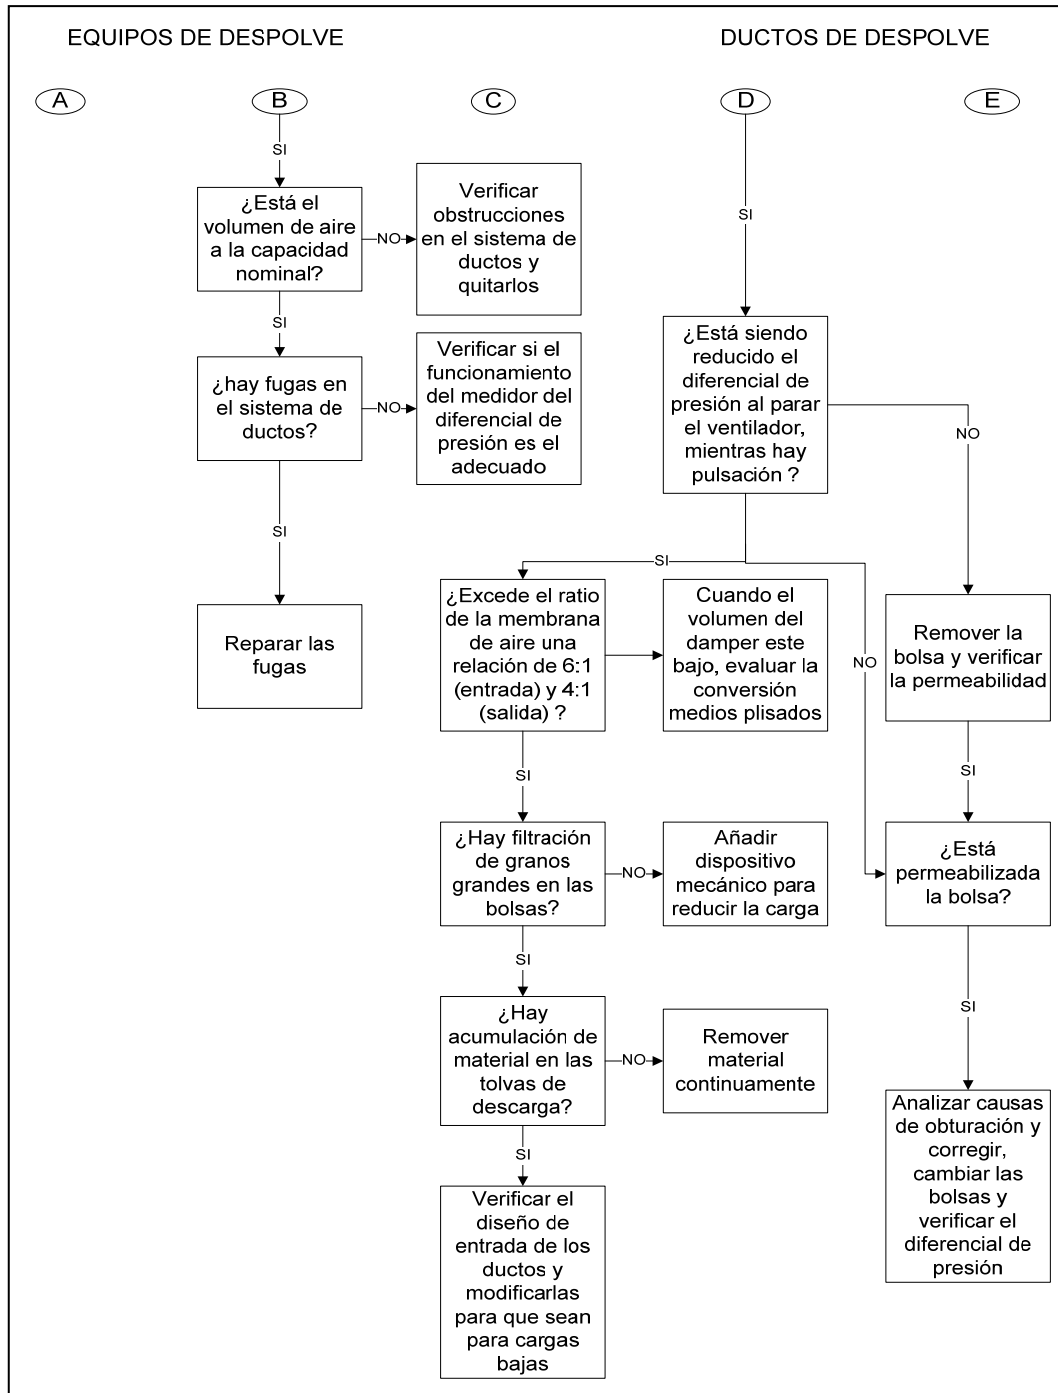 EQUIPOS DE DESPOLVE
DUCTOS DE DESPOLVE
A
B
C
D
E
SI
¿Está el
volumen de aire
a la capacidad
nominal?
NO
Verificar
obstrucciones
en el sistema de
ductos y
quitarlos
SI
¿hay fugas en
el sistema de
ductos?
NO
Verificar si el
funcionamiento
del medidor del
diferencial de
presión es el
adecuado
SI
Reparar las
fugas
SI
¿Está siendo
reducido el
diferencial de
presión al parar
el ventilador,
mientras hay
pulsación ?
NO
SI
NO
¿Excede el ratio
de la membrana
de aire una
relación de 6:1
(entrada) y 4:1
(salida) ?
Cuando el
volumen del
damper este
bajo, evaluar la
conversión
medios plisados
Remover la
bolsa y verificar
la permeabilidad
SI
SI
¿Hay filtración
de granos
grandes en las
bolsas?
NO
Añadir
dispositivo
mecánico para
reducir la carga
¿Está
permeabilizada
la bolsa?
SI
SI
¿Hay
acumulación de
material en las
tolvas de
descarga?
NO
Remover
material
continuamente
Analizar causas
de obturación y
corregir,
cambiar las
bolsas y
verificar el
diferencial de
presión
SI
Verificar el
diseño de
entrada de los
ductos y
modificarlas
para que sean
para cargas
bajas